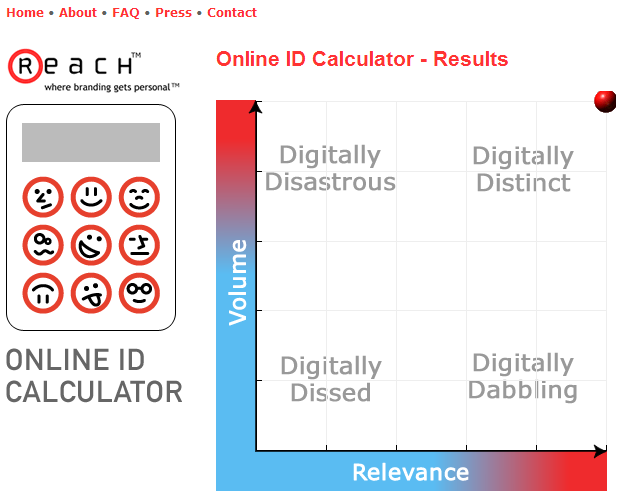 Home • About • FAQ • Press • Contact
Reach™
where branding gets personal™
Online ID Calculator - Results
Digitally
Disastrous
Digitally
Distinct
Volume
Digitally
Dissed
Digitally
Dabbling
Relevance
ONLINE ID
CALCULATOR